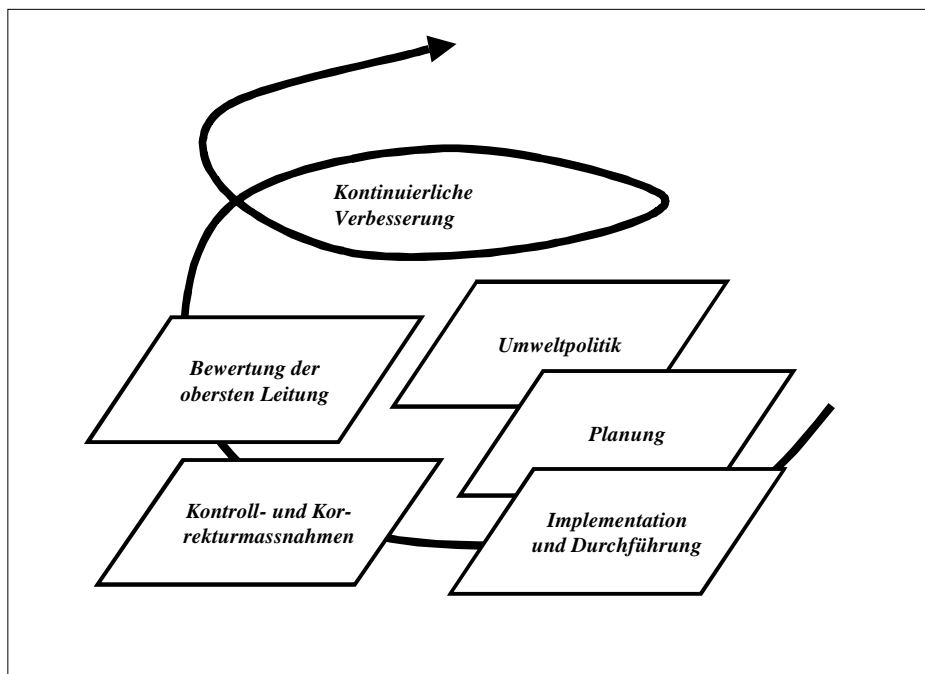 Kontinuierliche
Verbesserung
Umweltpolitik
Bewertung der
obersten Leitung
Planung
Kontroll- und Kor-
rekturmassnahmen
Implementation
und Durchführung